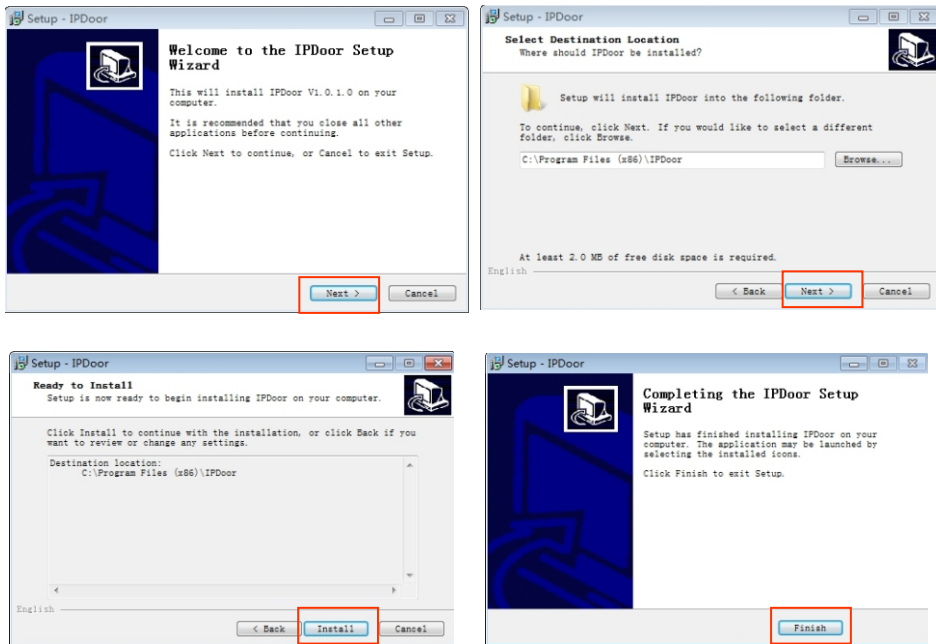 Setup - IPDoor
Welcome to the IPDoor Setup
Wizard
This will install IPDoor V1.0.1.0 on your
computer.
It is recommended that you close all other
applications before continuing.
Click Next to continue, or Cancel to exit Setup.
Next >
Cancel
Setup - IPDoor
Select Destination Location
Where should IPDoor be installed?
Setup will install IPDoor into the following folder.
To continue, click Next. If you would like to select a different
folder, click Browse.
C:\Program Files (x86)\IPDoor
Browse...
At least 2.0 MB of free disk space is required.
English
< Back
Next >
Cancel
Setup - IPDoor
Ready to Install
Setup is now ready to begin installing IPDoor on your computer.
Click Install to continue with the installation, or click Back if you
want to review or change any settings.
Destination location:
C:\Program Files (x86)\IPDoor
English
< Back
Install
Cancel
Setup - IPDoor
Completing the IPDoor Setup
Wizard
Setup has finished installing IPDoor on your
computer. The application may be launched by
selecting the installed icons.
Click Finish to exit Setup.
Finish